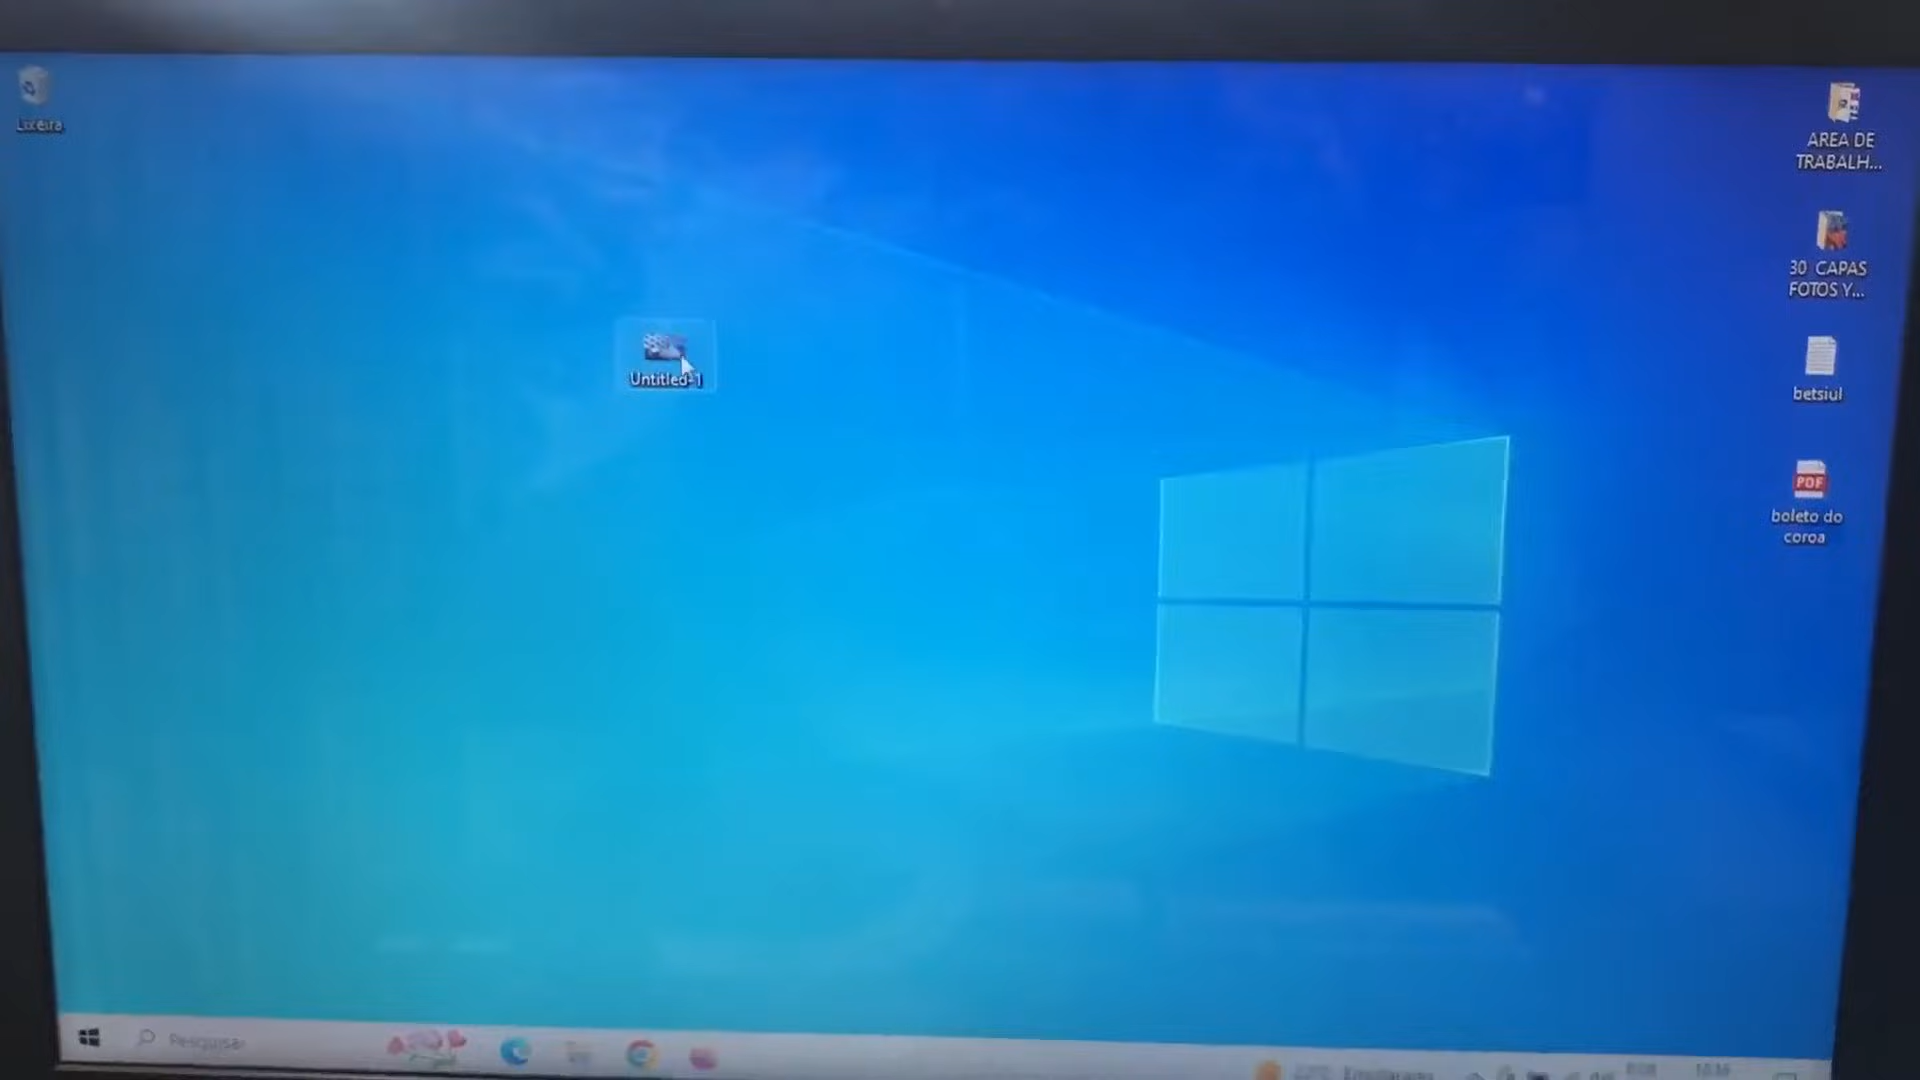 Lixeira
Untitled-1
AREA DE
TRABALH...
30 CAPAS
FOTOS Y...
betsiul
PDF
boleto do
coroa
Pesquisar